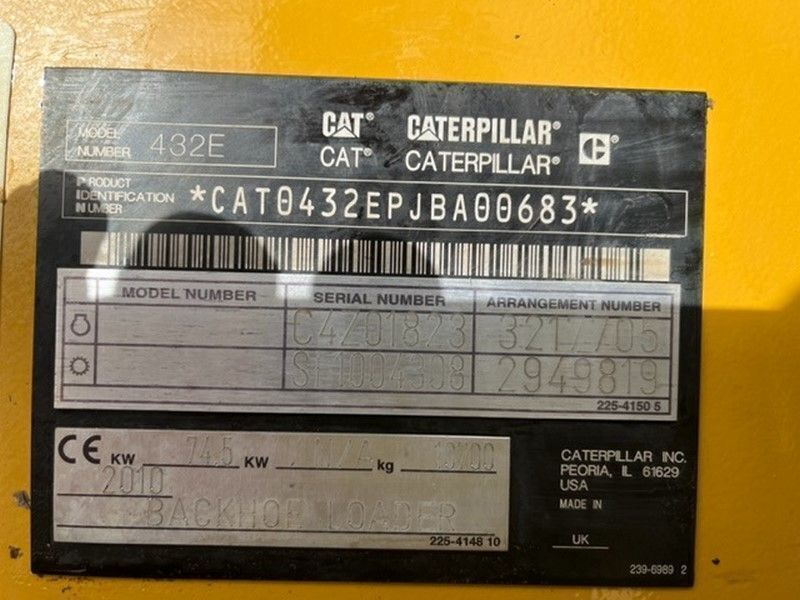 MODEL NUMBER 432E
CAT® CATERPILLAR®
CAT® CATERPILLAR® C
PRODUCT IDENTIFICATION NUMBER *CAT0432EPJBA00683*
MODEL NUMBER SERIAL NUMBER ARRANGEMENT NUMBER
C4Z01823
2949819
225-4150 5
CE KW 74.5 KW N/A kg
2010
BACKHOE LOADER
225-4148 10
CATERPILLAR INC.
PEORIA, IL 61629
USA
MADE IN
UK
239-6989 2